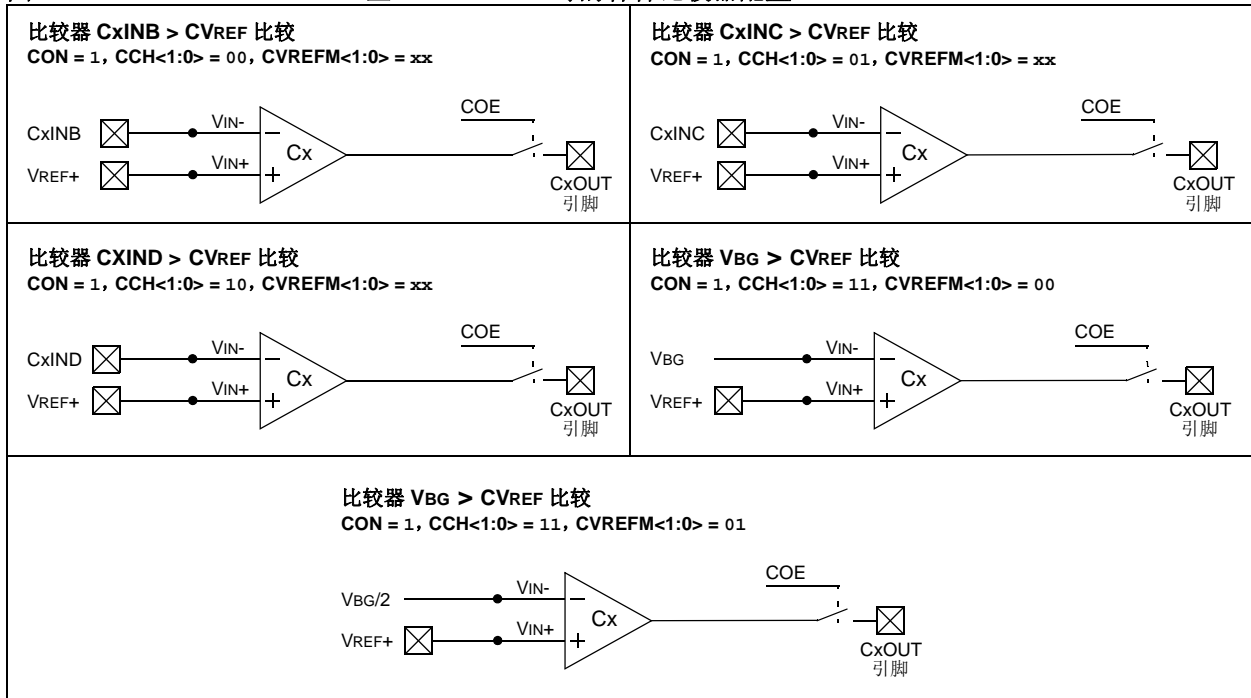 比较器 CxINB > CVREF 比较
CON = 1，CCH<1:0> = 00，CVREFM<1:0> = xx
COE
CxINB
VIN-
Cx
VREF+
VIN+
CxOUT
引脚
比较器 CxINC > CVREF 比较
CON = 1，CCH<1:0> = 01，CVREFM<1:0> = xx
COE
CxINC
VIN-
Cx
VREF+
VIN+
CxOUT
引脚
比较器 CXIND > CVREF 比较
CON = 1，CCH<1:0> = 10，CVREFM<1:0> = xx
COE
CxIND
VIN-
Cx
VREF+
VIN+
CxOUT
引脚
比较器 VBG > CVREF 比较
CON = 1，CCH<1:0> = 11，CVREFM<1:0> = 00
COE
VBG
VIN-
Cx
VREF+
VIN+
CxOUT
引脚
比较器 VBG > CVREF 比较
CON = 1，CCH<1:0> = 11，CVREFM<1:0> = 01
COE
VBG/2
VIN-
Cx
VREF+
VIN+
CxOUT
引脚